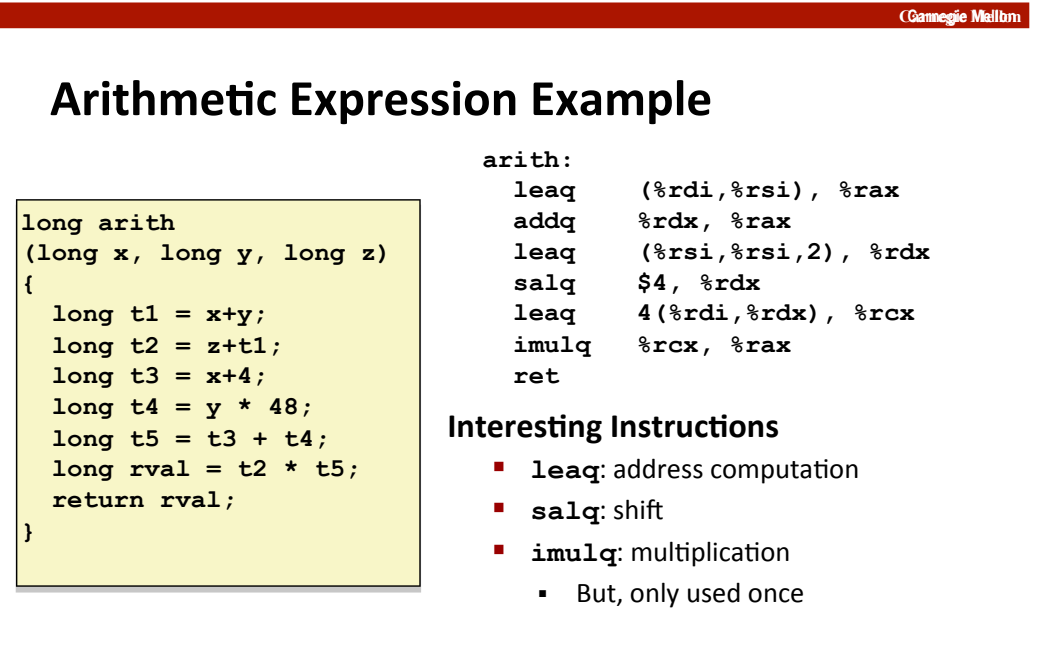 Carnegie Mellon
Arithmetic Expression Example
long arith
(long x, long y, long z)
{
  long t1 = x+y;
  long t2 = z+t1;
  long t3 = x+4;
  long t4 = y * 48;
  long t5 = t3 + t4;
  long rval = t2 * t5;
  return rval;
}
arith:
  leaq    (%rdi,%rsi), %rax
  addq    %rdx, %rax
  leaq    (%rsi,%rsi,2), %rdx
  salq    $4, %rdx
  leaq    4(%rdi,%rdx), %rcx
  imulq   %rcx, %rax
  ret
Interesting Instructions
▪ leaq: address computation
▪ salq: shift
▪ imulq: multiplication
▪ But, only used once